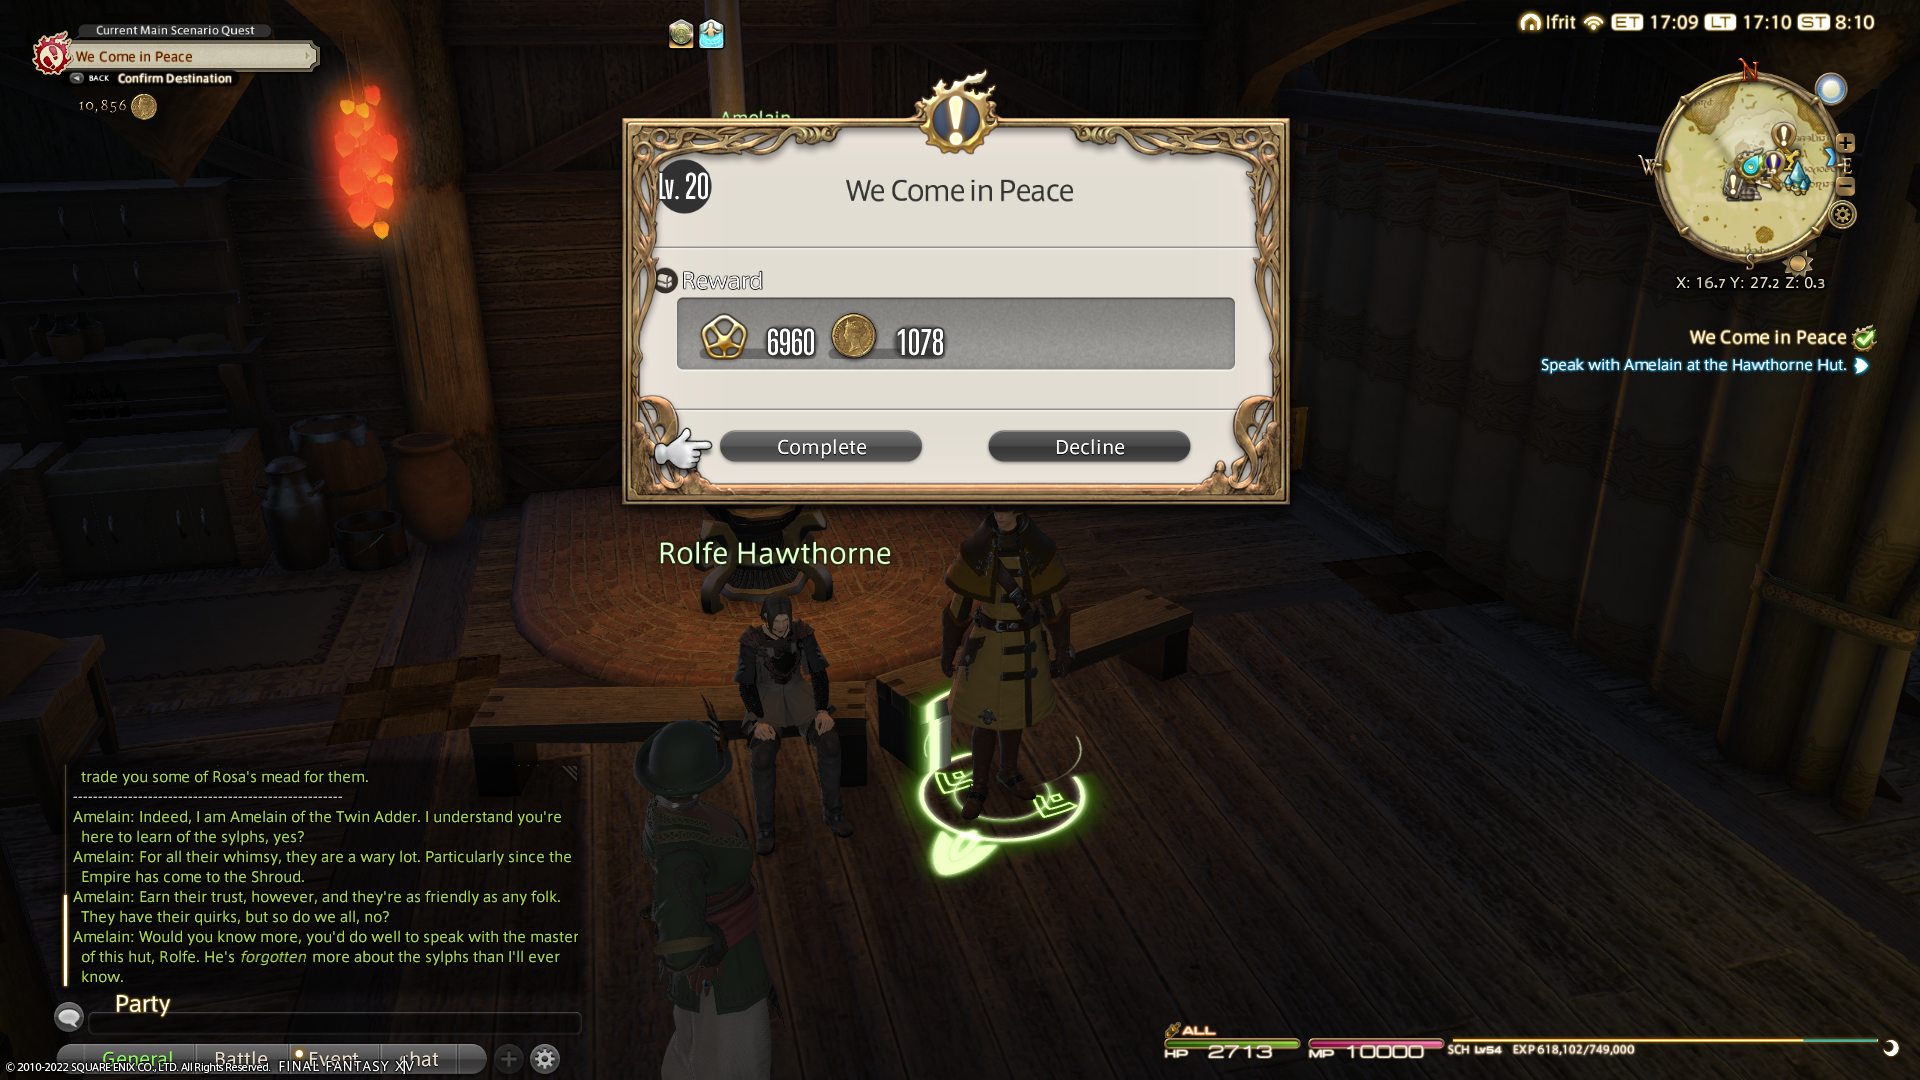 Current Main Scenario Quest
We Come in Peace
BACK Confirm Destination
10,856
Ifrit ET 17:09 LT 17:10 ST 8:10
N
W
E
S
X: 16.7 Y: 27.2 Z: 0.3
We Come in Peace
Speak with Amelain at the Hawthorne Hut.
Amelain
Lv. 20
We Come in Peace
Reward
6960 1078
Complete Decline
Rolfe Hawthorne
trade you some of Rosa's mead for them.
----------------------------------------------------
Amelain: Indeed, I am Amelain of the Twin Adder. I understand you're
here to learn of the sylphs, yes?
Amelain: For all their whimsy, they are a wary lot. Particularly since the
Empire has come to the Shroud.
Amelain: Earn their trust, however, and they're as friendly as any folk.
They have their quirks, but so do we all, no?
Amelain: Would you know more, you'd do well to speak with the master
of this hut, Rolfe. He's forgotten more about the sylphs than I'll ever
know.
Party
General Battle Event
© 2010-2022 SQUARE ENIX CO., LTD. All Rights Reserved. FINAL FANTASY XIV
ALL
HP 2713 MP 10000 SCH Lv54 EXP 618,102/749,000